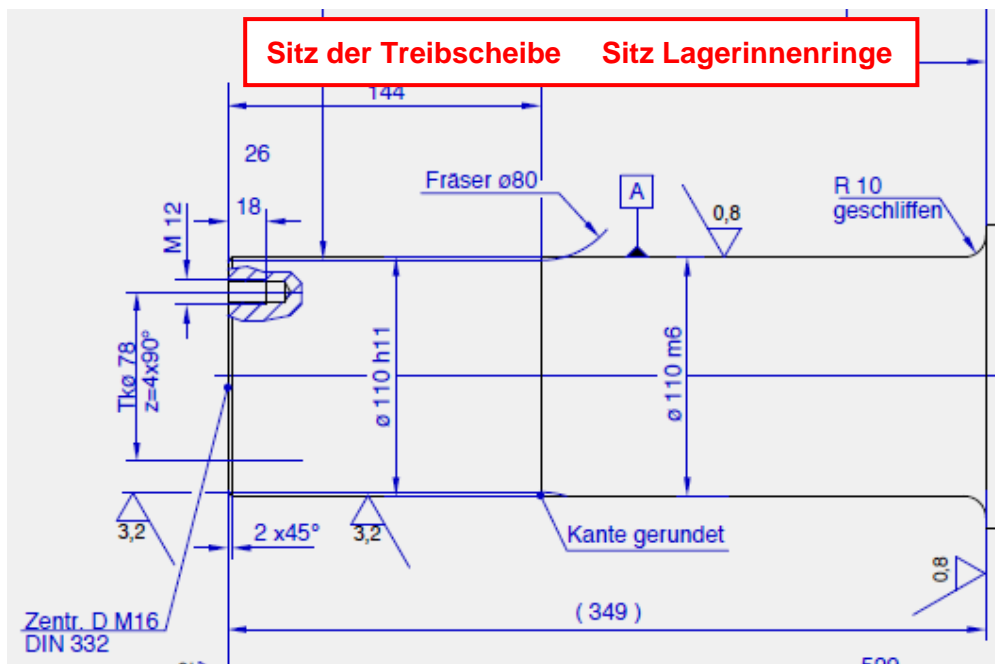 Sitz der Treibscheibe Sitz Lagerinnenringe
144
26
Fräser ø80
A
R 10
geschliffen
18
0,8
M 12
Tkø 78
z=4x90°
ø 110 h11
ø 110 m6
3,2
2 x45°
3,2
Kante gerundet
0,8
Zentr. D M16
DIN 332
( 349 )